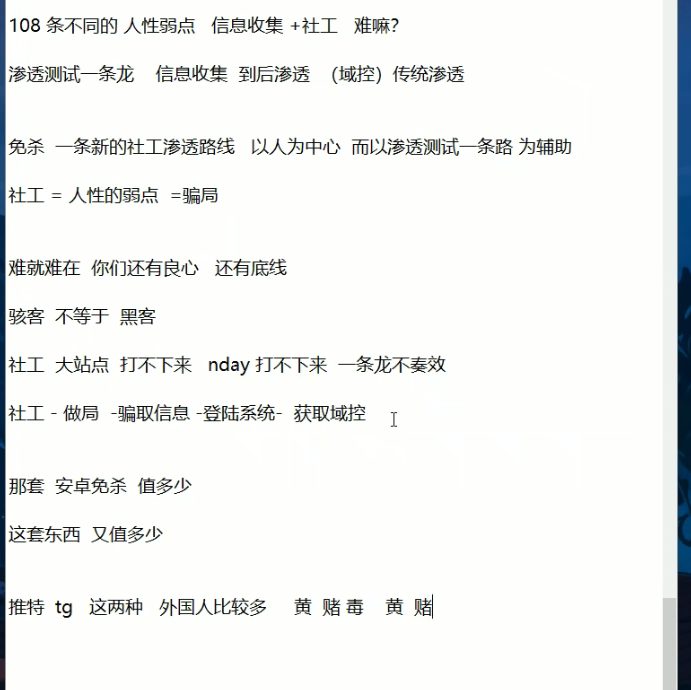 108 条不同的 人性弱点 信息收集 +社工 难嘛？
渗透测试一条龙 信息收集 到后渗透 （域控）传统渗透
免杀 一条新的社工渗透路线 以人为中心 而以渗透测试一条路 为辅助
社工 = 人性的弱点 =骗局
难就难在 你们还有良心 还有底线
骇客 不等于 黑客
社工 大站点 打不下来 nday 打不下来 一条龙不奏效
社工 - 做局 -骗取信息 -登陆系统- 获取域控
那套 安卓免杀 值多少
这套东西 又值多少
推特 tg 这两种 外国人比较多 黄 赌 毒 黄 赌